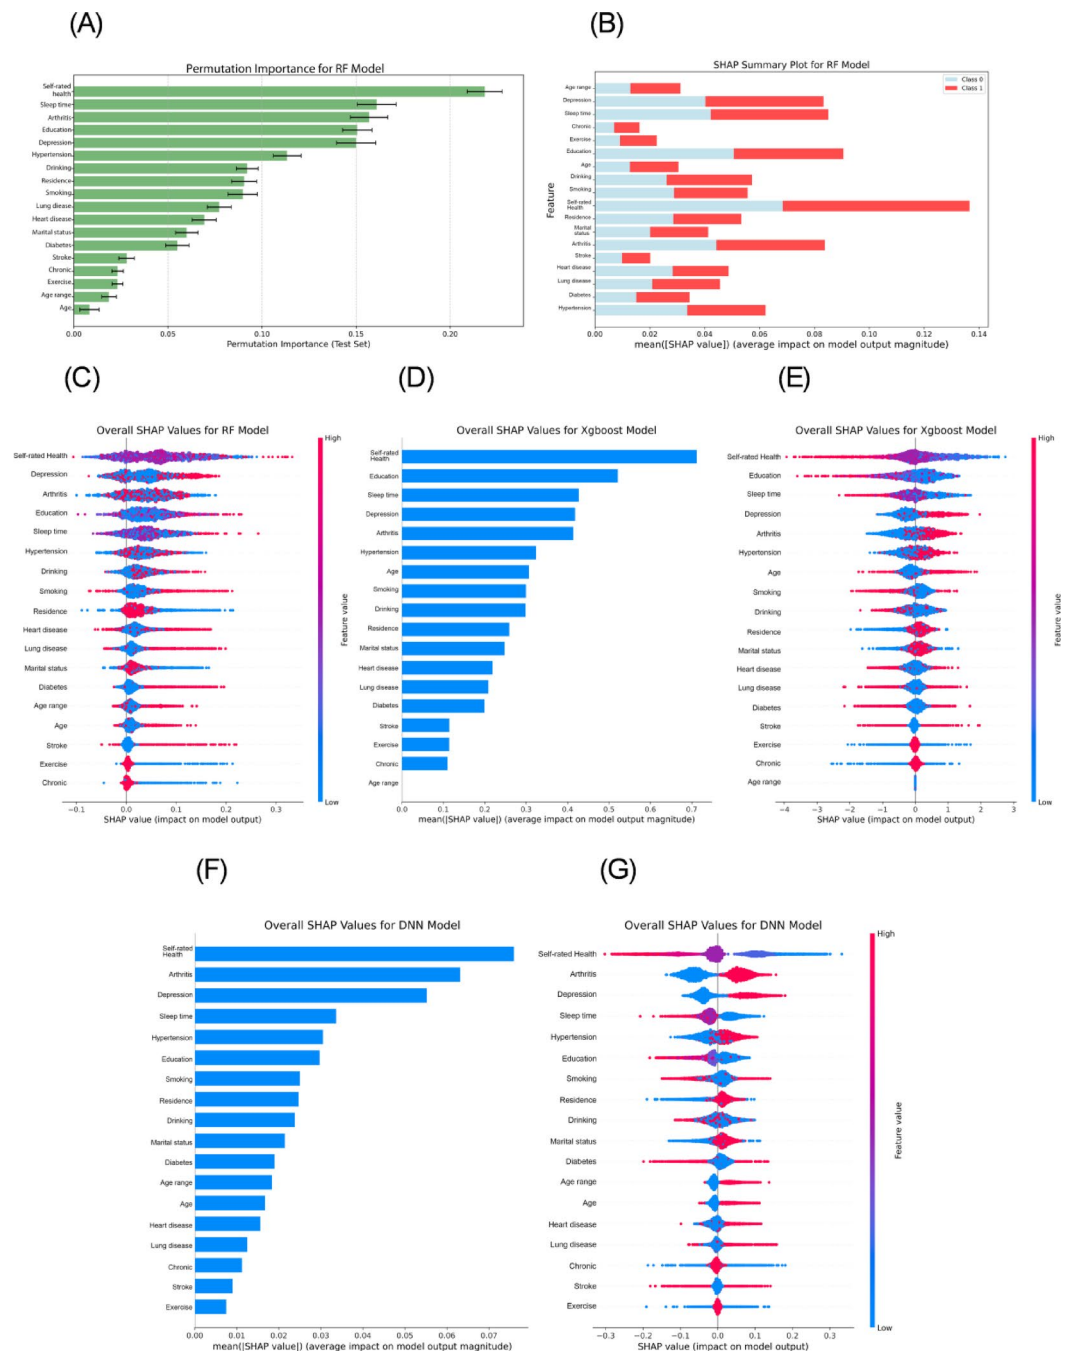 (A)
Permutation Importance for RF Model
Self-rated
health
Sleep time
Arthritis
Education
Depression
Hypertension
Drinking
Residence
Smoking
Lung diease
Heart disease
Marital status
Diabetes
Stroke
Chronic
Exercise
Age range
Age
0.00 0.05 0.10 0.15 0.20
Permutation Importance (Test Set)
(B)
SHAP Summary Plot for RF Model
Class 0
Class 1
Feature
Age range
Depression
Sleep time
Chronic
Exercise
Education
Age
Drinking
Smoking
Self-rated
Health
Residence
Marital
status
Arthritis
Stroke
Heart disease
Lung disease
Diabetes
Hypertension
0.00 0.02 0.04 0.06 0.08 0.10 0.12 0.14
mean([SHAP value]) (average impact on model output magnitude)
(C)
Overall SHAP Values for RF Model
Self-rated Health
Depression
Arthritis
Education
Sleep time
Hypertension
Drinking
Smoking
Residence
Heart disease
Lung disease
Marital status
Diabetes
Age range
Age
Stroke
Exercise
Chronic
−0.1 0.0 0.1 0.2 0.3
SHAP value (impact on model output)
High
Feature value
Low
(D)
Overall SHAP Values for Xgboost Model
Self-rated
Health
Education
Sleep time
Depression
Arthritis
Hypertension
Age
Smoking
Drinking
Residence
Marital status
Heart disease
Lung disease
Diabetes
Stroke
Exercise
Chronic
Age range
0.0 0.1 0.2 0.3 0.4 0.5 0.6 0.7
mean(|SHAP value|) (average impact on model output magnitude)
(E)
Overall SHAP Values for Xgboost Model
Self-rated Health
Education
Sleep time
Depression
Arthritis
Hypertension
Age
Smoking
Drinking
Residence
Marital status
Heart disease
Lung disease
Diabetes
Stroke
Exercise
Chronic
Age range
−4 −3 −2 −1 0 1 2 3
SHAP value (impact on model output)
High
Feature value
Low
(F)
Overall SHAP Values for DNN Model
Self-rated
Health
Arthritis
Depression
Sleep time
Hypertension
Education
Smoking
Residence
Drinking
Marital status
Diabetes
Age range
Age
Heart disease
Lung disease
Chronic
Stroke
Exercise
0.00 0.01 0.02 0.03 0.04 0.05 0.06 0.07
mean(|SHAP value|) (average impact on model output magnitude)
(G)
Overall SHAP Values for DNN Model
Self-rated Health
Arthritis
Depression
Sleep time
Hypertension
Education
Smoking
Residence
Drinking
Marital status
Diabetes
Age range
Age
Heart disease
Lung disease
Chronic
Stroke
Exercise
−0.3 −0.2 −0.1 0.0 0.1 0.2 0.3
SHAP value (impact on model output)
High
Feature value
Low